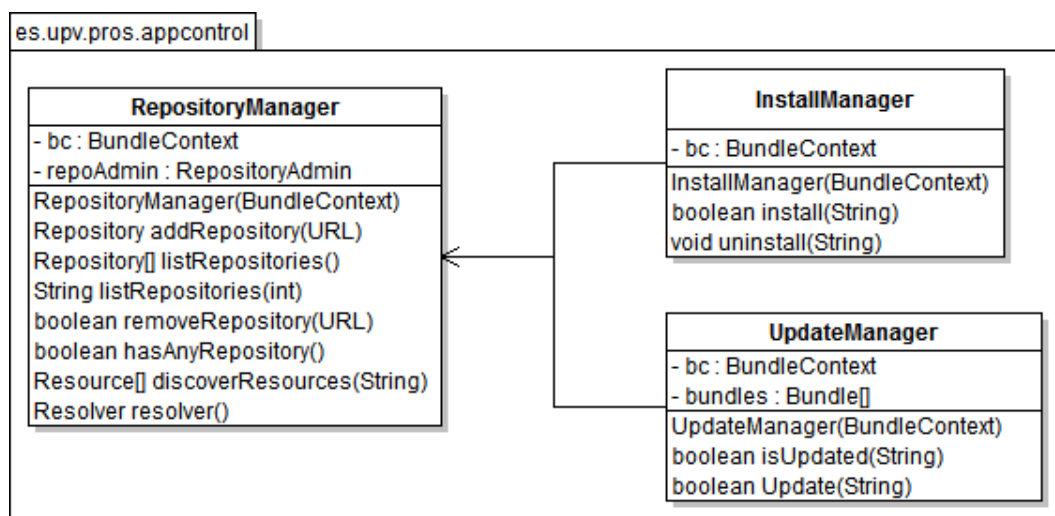 es.upv.pros.appcontrol
RepositoryManager
- bc : BundleContext
- repoAdmin : RepositoryAdmin
RepositoryManager(BundleContext)
Repository addRepository(URL)
Repository[] listRepositories()
String listRepositories(int)
boolean removeRepository(URL)
boolean hasAnyRepository()
Resource[] discoverResources(String)
Resolver resolver()
InstallManager
- bc : BundleContext
InstallManager(BundleContext)
boolean install(String)
void uninstall(String)
UpdateManager
- bc : BundleContext
- bundles : Bundle[]
UpdateManager(BundleContext)
boolean isUpdated(String)
boolean Update(String)